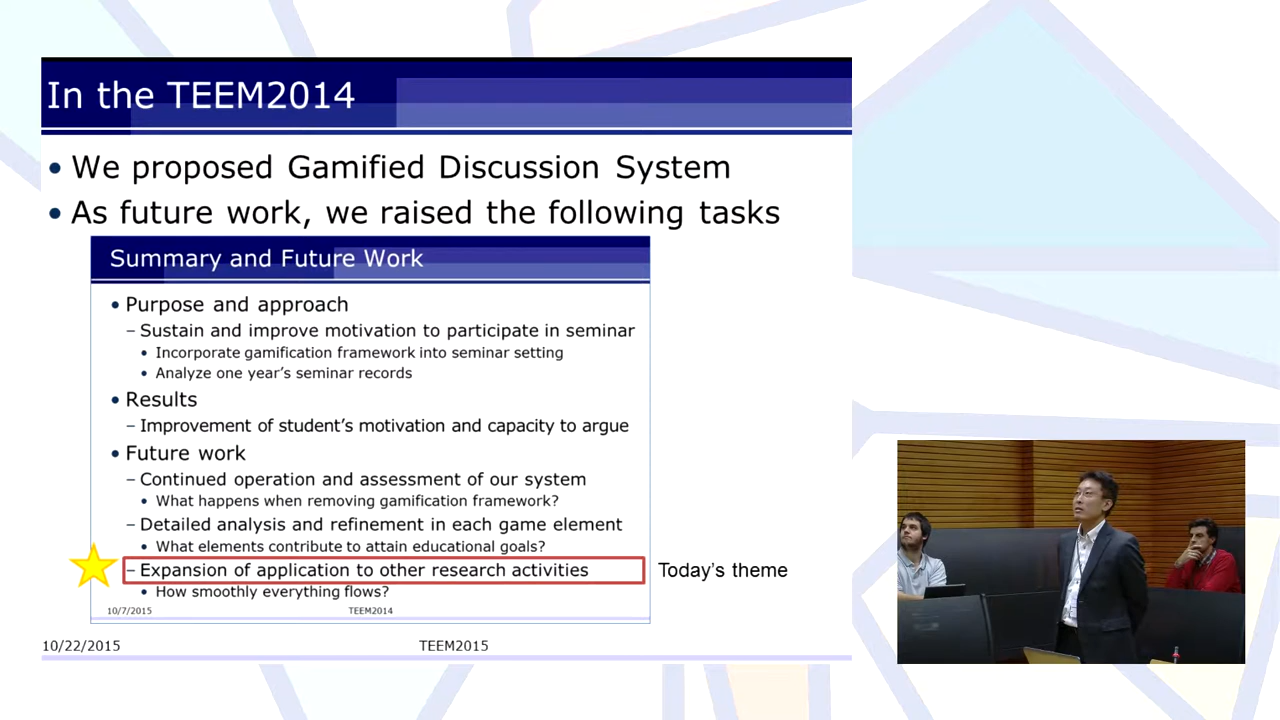 In the TEEM2014
• We proposed Gamified Discussion System
• As future work, we raised the following tasks
Summary and Future Work
• Purpose and approach
– Sustain and improve motivation to participate in seminar
• Incorporate gamification framework into seminar setting
• Analyze one year's seminar records
• Results
– Improvement of student's motivation and capacity to argue
• Future work
– Continued operation and assessment of our system
• What happens when removing gamification framework?
– Detailed analysis and refinement in each game element
• What elements contribute to attain educational goals?
– Expansion of application to other research activities
Today's theme
• How smoothly everything flows?
10/7/2015 TEEM2014
10/22/2015 TEEM2015